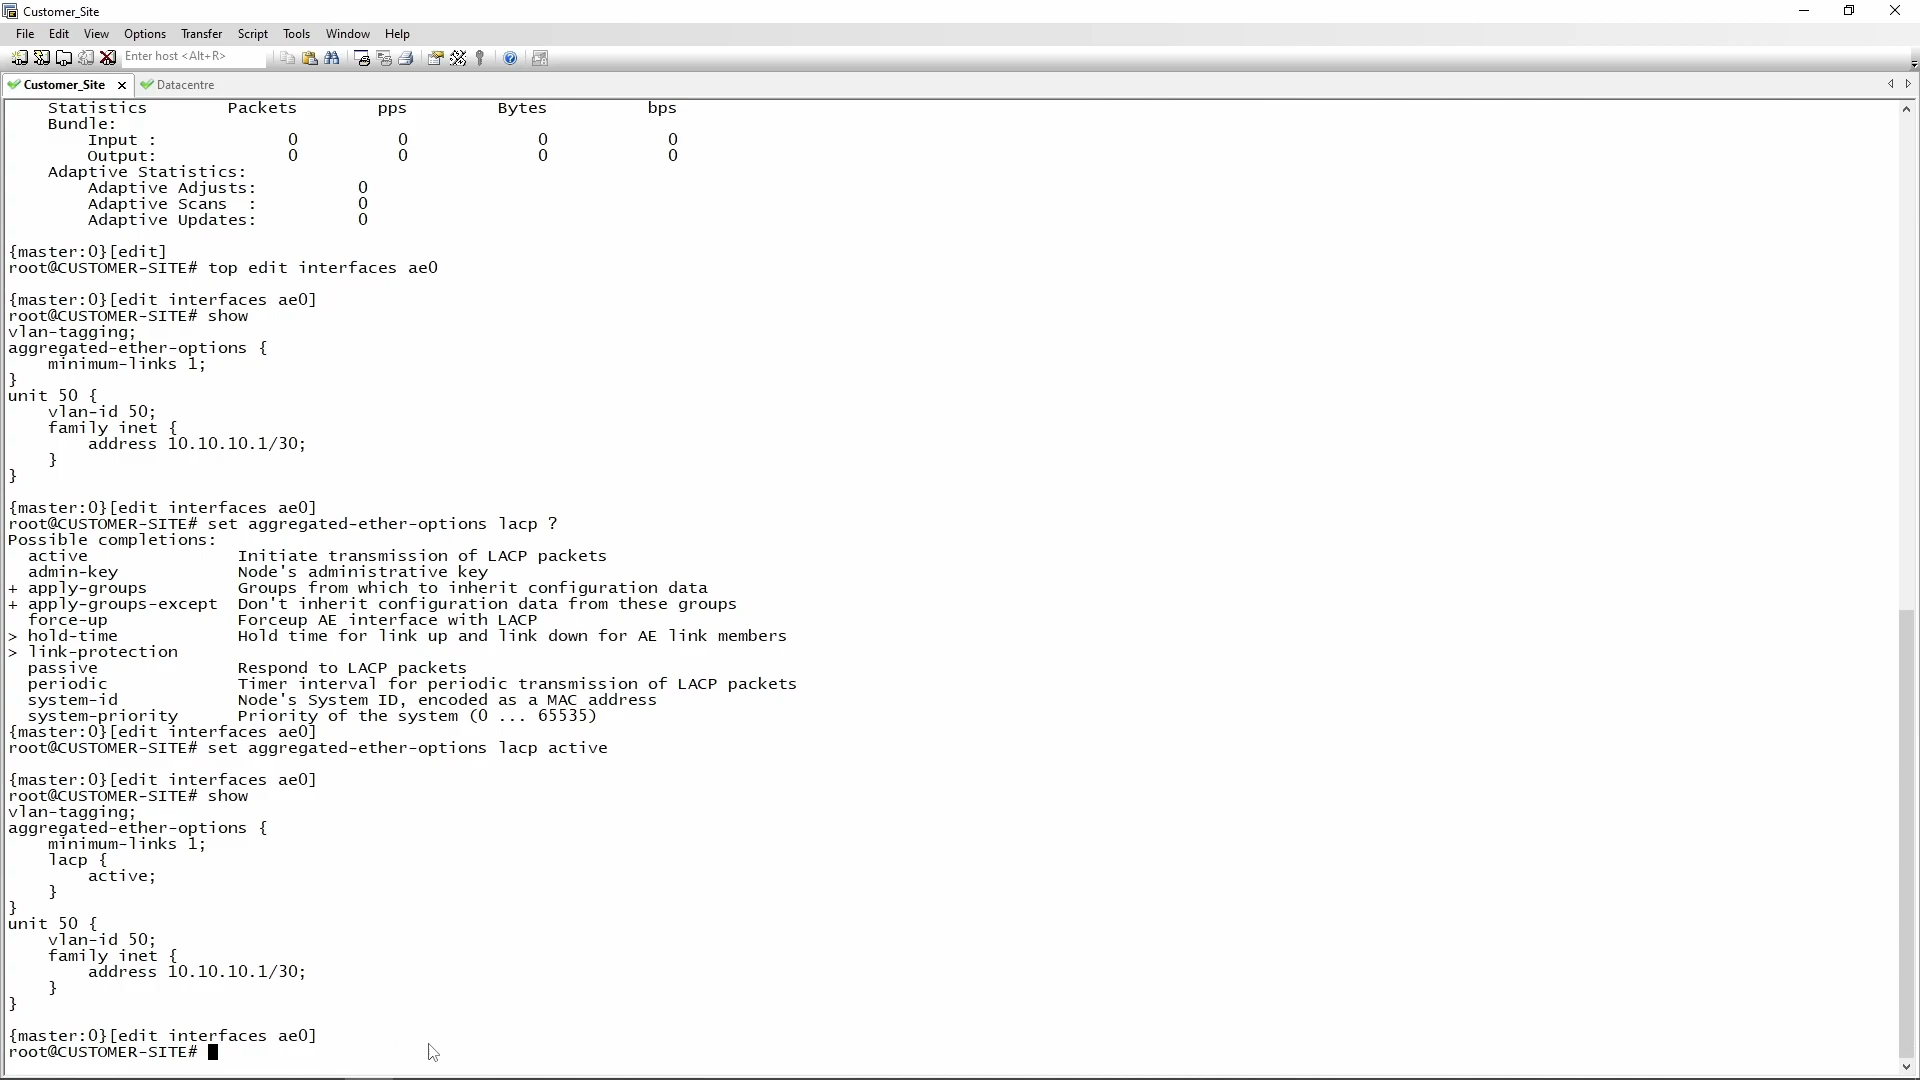 Customer_Site
File Edit View Options Transfer Script Tools Window Help
Enter host <Alt+R>
Customer_Site Datacentre
Statistics Packets pps Bytes bps
Bundle:
Input : 0 0 0 0
Output: 0 0 0 0
Adaptive Statistics:
Adaptive Adjusts: 0
Adaptive Scans : 0
Adaptive Updates: 0
{master:0}[edit]
root@CUSTOMER-SITE# top edit interfaces ae0
{master:0}[edit interfaces ae0]
root@CUSTOMER-SITE# show
vlan-tagging;
aggregated-ether-options {
minimum-links 1;
}
unit 50 {
vlan-id 50;
family inet {
address 10.10.10.1/30;
}
}
{master:0}[edit interfaces ae0]
root@CUSTOMER-SITE# set aggregated-ether-options lacp ?
Possible completions:
active Initiate transmission of LACP packets
admin-key Node's administrative key
+ apply-groups Groups from which to inherit configuration data
+ apply-groups-except Don't inherit configuration data from these groups
force-up Forceup AE interface with LACP
> hold-time Hold time for link up and link down for AE link members
> link-protection
passive Respond to LACP packets
periodic Timer interval for periodic transmission of LACP packets
system-id Node's System ID, encoded as a MAC address
system-priority Priority of the system (0 ... 65535)
{master:0}[edit interfaces ae0]
root@CUSTOMER-SITE# set aggregated-ether-options lacp active
{master:0}[edit interfaces ae0]
root@CUSTOMER-SITE# show
vlan-tagging;
aggregated-ether-options {
minimum-links 1;
lacp {
active;
}
}
unit 50 {
vlan-id 50;
family inet {
address 10.10.10.1/30;
}
}
{master:0}[edit interfaces ae0]
root@CUSTOMER-SITE#